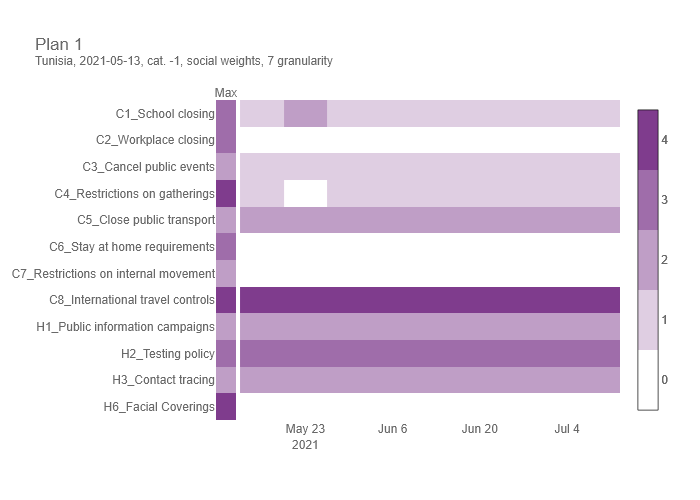 Plan 1
Tunisia, 2021-05-13, cat. -1, social weights, 7 granularity
Max
C1_School closing
C2_Workplace closing
C3_Cancel public events
C4_Restrictions on gatherings
C5_Close public transport
C6_Stay at home requirements
C7_Restrictions on internal movement
C8_International travel controls
H1_Public information campaigns
H2_Testing policy
H3_Contact tracing
H6_Facial Coverings
4
3
2
1
0
May 23 Jun 6 Jun 20 Jul 4
2021